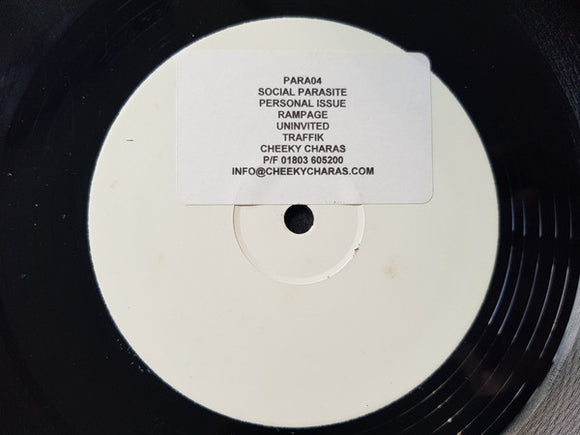 PARA04
SOCIAL PARASITE
PERSONAL ISSUE
RAMPAGE
UNINVITED
TRAFFIK
CHEEKY CHARAS
P/F 01803 605200
INFO@CHEEKYCHARAS.COM